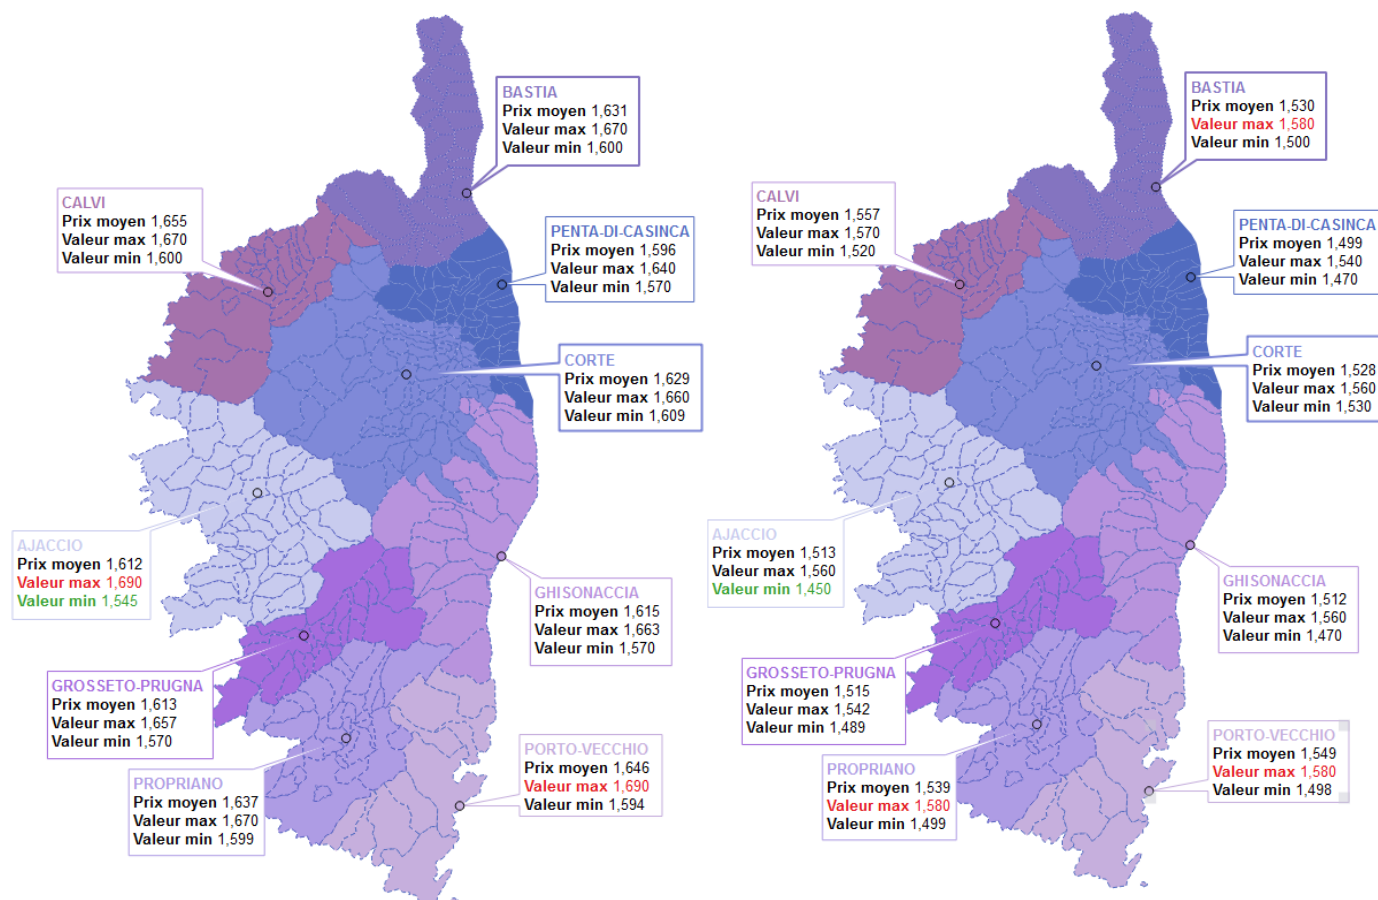 BASTIA
Prix moyen 1,631
Valeur max 1,670
Valeur min 1,600
CALVI
Prix moyen 1,655
Valeur max 1,670
Valeur min 1,600
PENTA-DI-CASINCA
Prix moyen 1,596
Valeur max 1,640
Valeur min 1,570
CORTE
Prix moyen 1,629
Valeur max 1,660
Valeur min 1,609
AJACCIO
Prix moyen 1,612
Valeur max 1,690
Valeur min 1,545
GHISONACCIA
Prix moyen 1,615
Valeur max 1,663
Valeur min 1,570
GROSSETO-PRUGNA
Prix moyen 1,613
Valeur max 1,657
Valeur min 1,570
PORTO-VECCHIO
Prix moyen 1,646
Valeur max 1,690
Valeur min 1,594
PROPRIANO
Prix moyen 1,637
Valeur max 1,670
Valeur min 1,599
BASTIA
Prix moyen 1,530
Valeur max 1,580
Valeur min 1,500
CALVI
Prix moyen 1,557
Valeur max 1,570
Valeur min 1,520
PENTA-DI-CASINCA
Prix moyen 1,499
Valeur max 1,540
Valeur min 1,470
CORTE
Prix moyen 1,528
Valeur max 1,560
Valeur min 1,530
AJACCIO
Prix moyen 1,513
Valeur max 1,560
Valeur min 1,450
GHISONACCIA
Prix moyen 1,512
Valeur max 1,560
Valeur min 1,470
GROSSETO-PRUGNA
Prix moyen 1,515
Valeur max 1,542
Valeur min 1,489
PORTO-VECCHIO
Prix moyen 1,549
Valeur max 1,580
Valeur min 1,498
PROPRIANO
Prix moyen 1,539
Valeur max 1,580
Valeur min 1,499